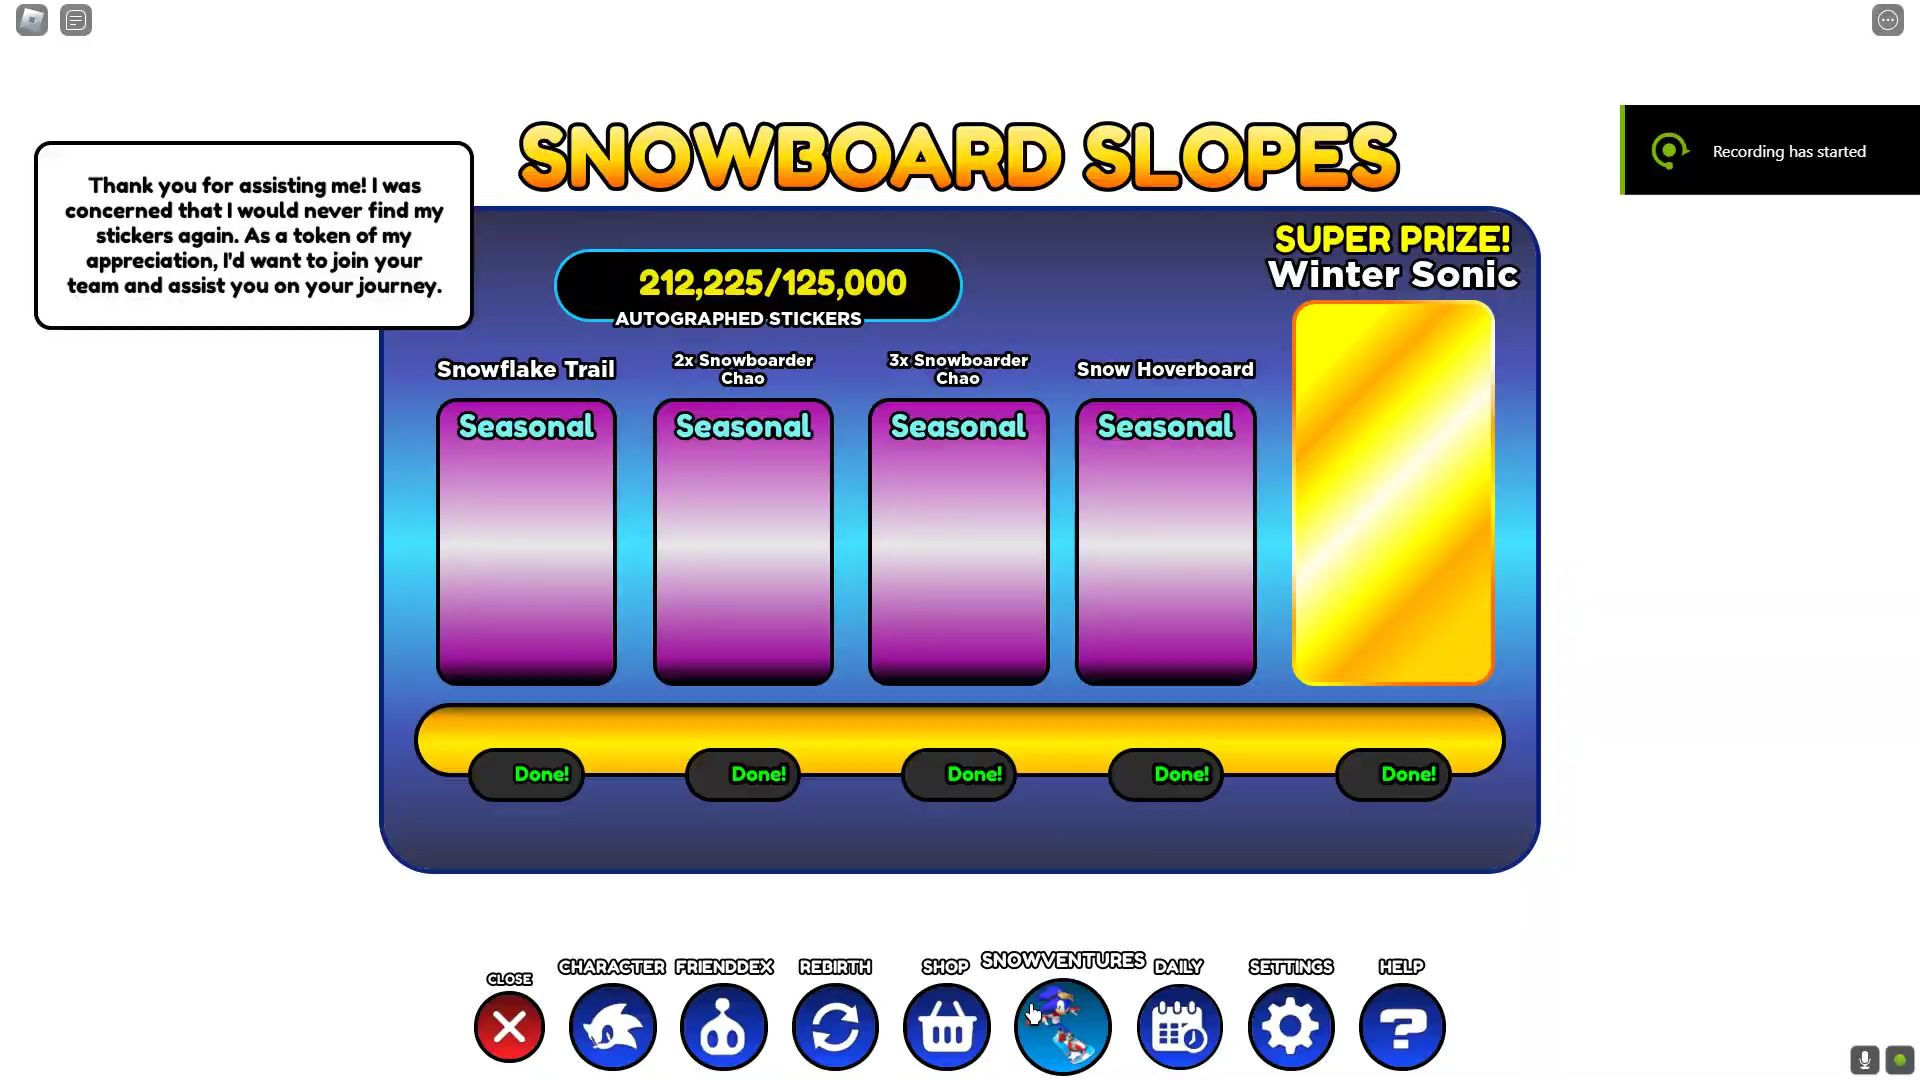 SNOWBOARD SLOPES
Recording has started
Thank you for assisting me! I was
concerned that I would never find my
stickers again. As a token of my
appreciation, I'd want to join your
team and assist you on your journey.
212,225/125,000
AUTOGRAPHED STICKERS
SUPER PRIZE!
Winter Sonic
Snowflake Trail
2x Snowboarder
Chao
3x Snowboarder
Chao
Snow Hoverboard
Seasonal
Seasonal
Seasonal
Seasonal
Done!
Done!
Done!
Done!
Done!
CLOSE
CHARACTER
FRIENDDEX
REBIRTH
SHOP
SNOWVENTURES
DAILY
SETTINGS
HELP